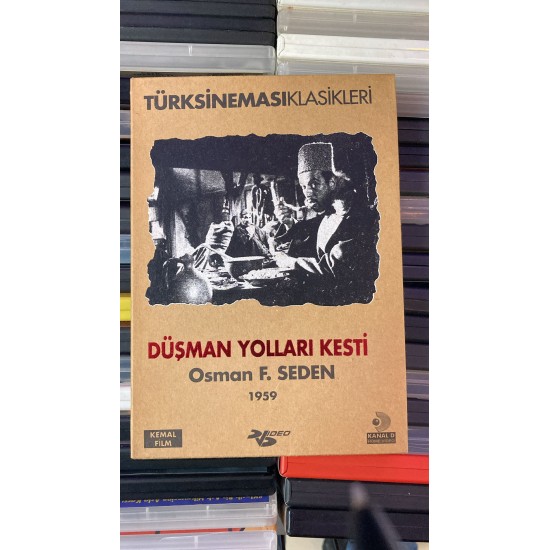 TÜRKSİNEMASIKLASİKLERİ
DÜŞMAN YOLLARI KESTİ
Osman F. SEDEN
1959
KEMAL
FİLM
VIDEO
KANAL D